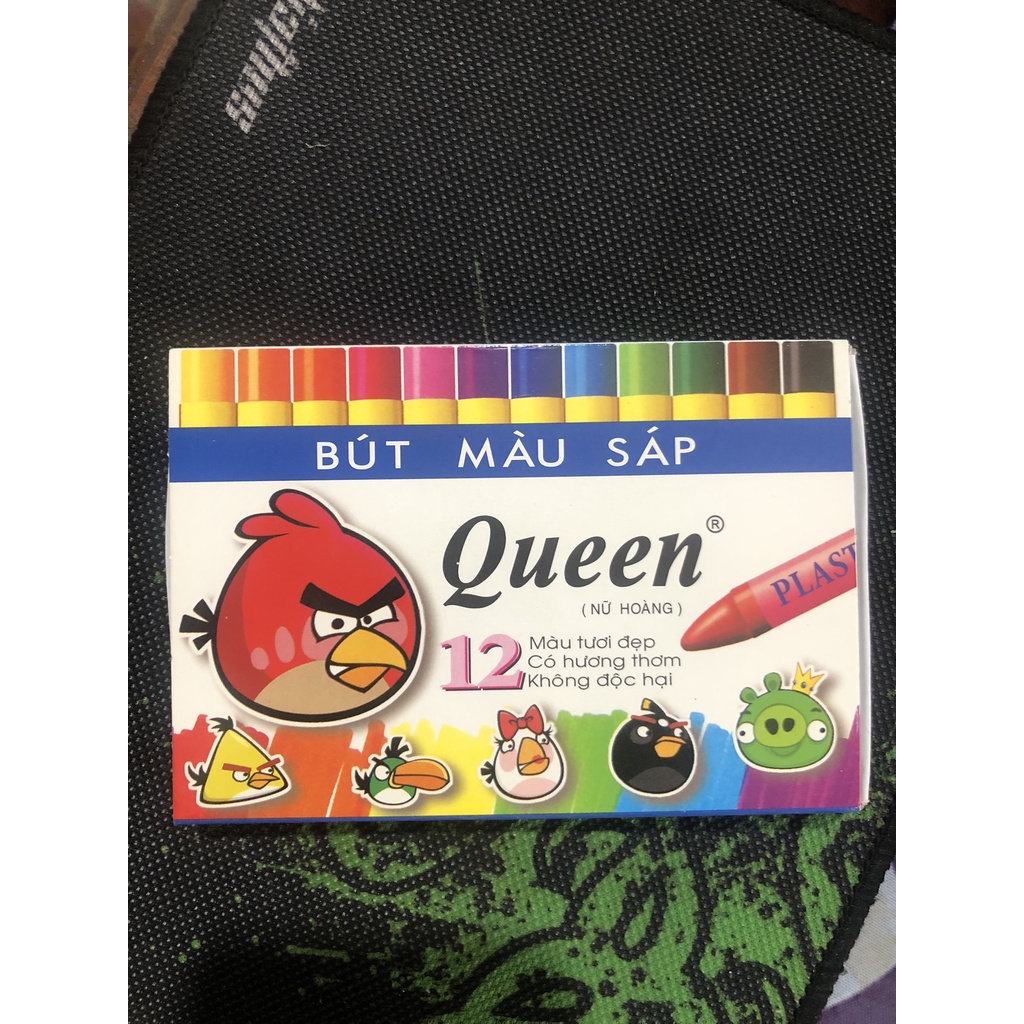 BÚT MÀU SÁP
Queen®
(NỮ HOÀNG)
12
Màu tươi đẹp
Có hương thơm
Không độc hại
PLAST